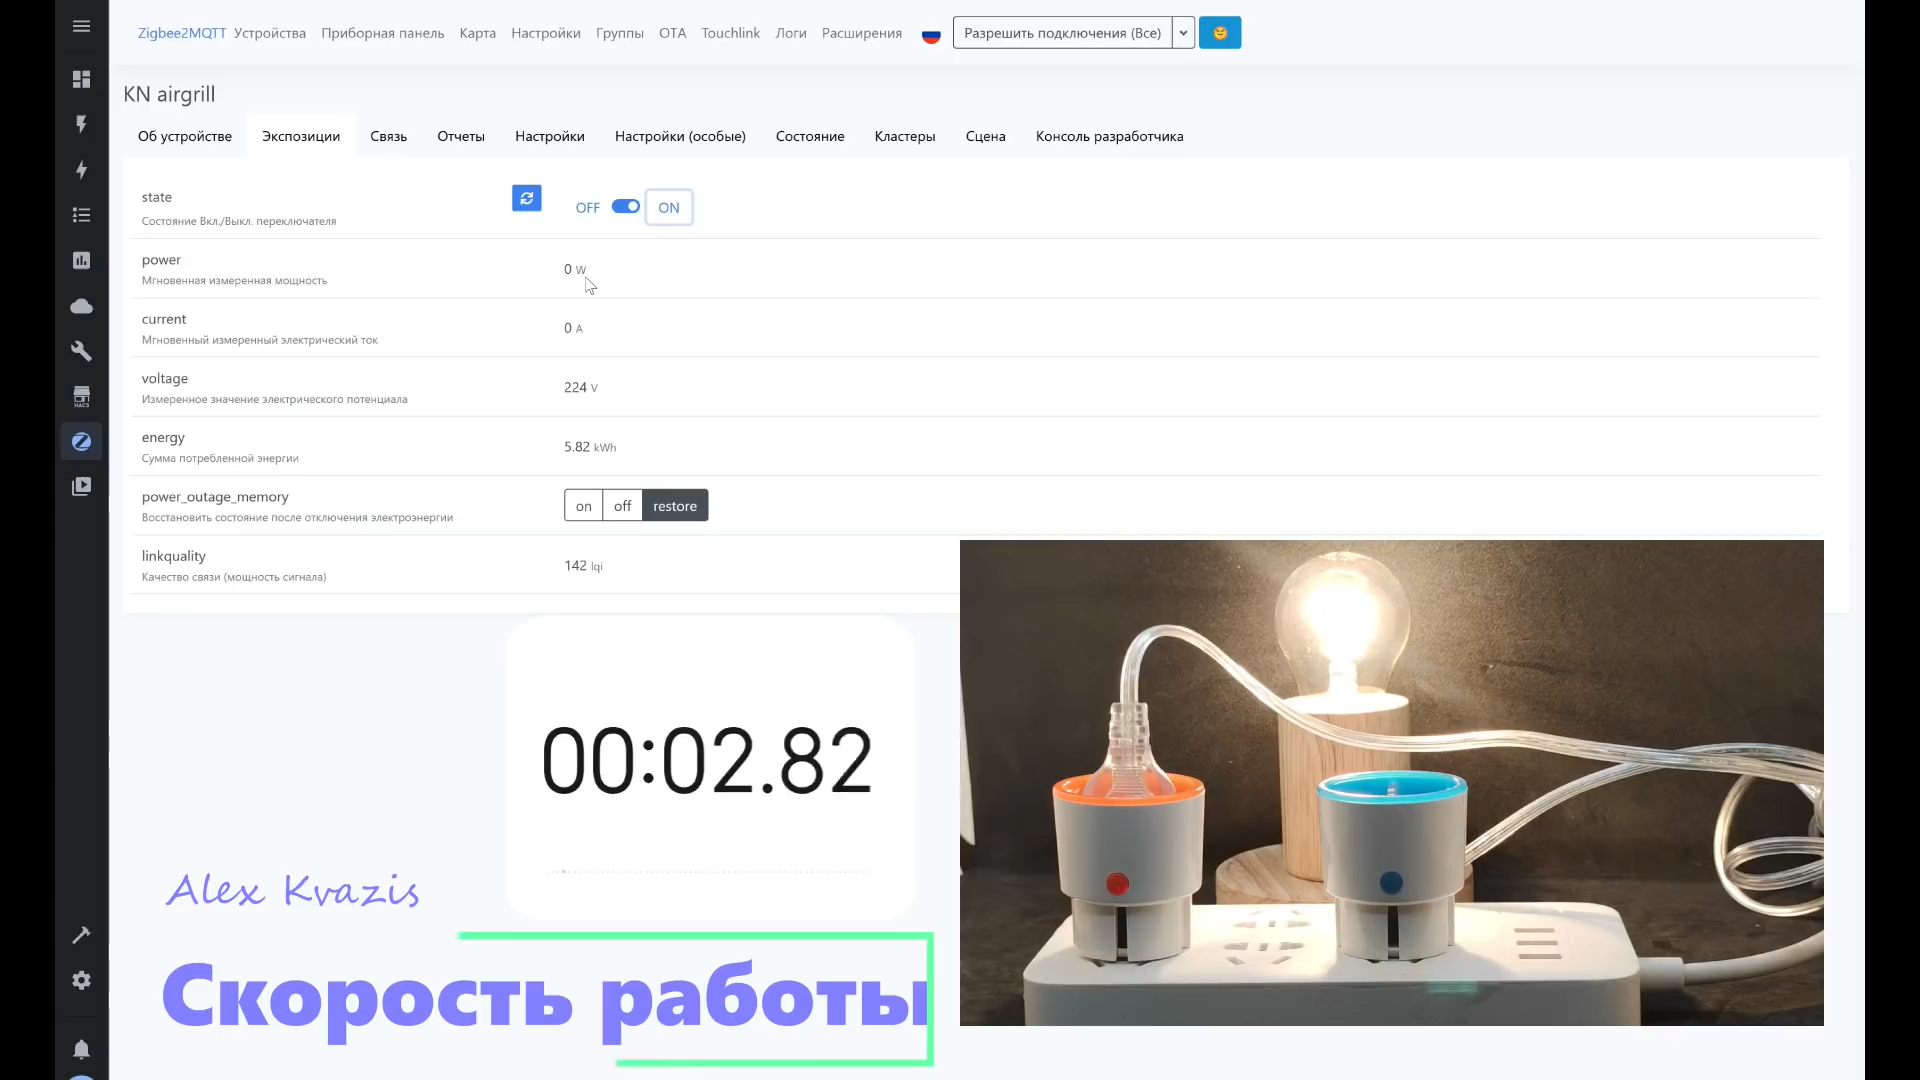 Zigbee2MQTT Устройства Приборная панель Карта Настройки Группы OTA Touchlink Логи Расширения Разрешить подключения (Все)
KN airgrill
Об устройстве Экспозиции Связь Отчеты Настройки Настройки (особые) Состояние Кластеры Сцена Консоль разработчика
state
OFF ON
Состояние Вкл./Выкл. переключателя
power
0 W
Мгновенная измеренная мощность
current
0 A
Мгновенный измеренный электрический ток
voltage
224 V
Измеренное значение электрического потенциала
HACS
energy
5.82 kWh
Сумма потребленной энергии
power_outage_memory
on off restore
Восстановить состояние после отключения электроэнергии
linkquality
142 lqi
Качество связи (мощность сигнала)
00:02.82
Alex Kvazis
Скорость работы